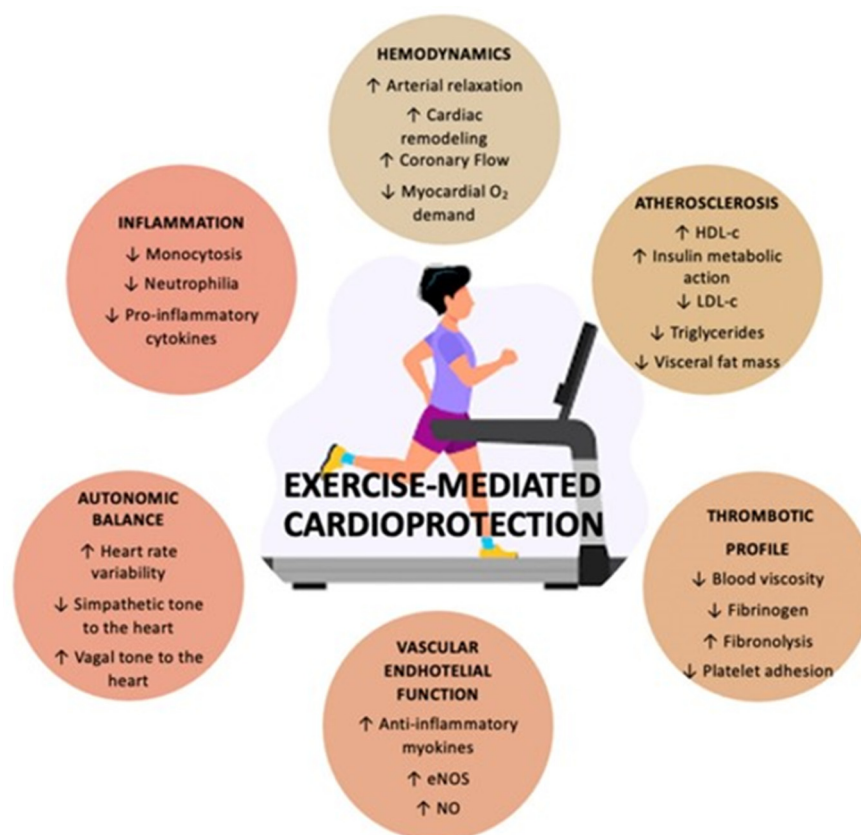 HEMODYNAMICS
↑ Arterial relaxation
↑ Cardiac
remodeling
↑ Coronary Flow
↓ Myocardial O₂
demand
ATHEROSCLEROSIS
↑ HDL-c
↑ Insulin metabolic
action
↓ LDL-c
↓ Triglycerides
↓ Visceral fat mass
THROMBOTIC
PROFILE
↓ Blood viscosity
↓ Fibrinogen
↑ Fibronolysis
↓ Platelet adhesion
VASCULAR
ENDHOTELIAL
FUNCTION
↑ Anti-inflammatory
myokines
↑ eNOS
↑ NO
AUTONOMIC
BALANCE
↑ Heart rate
variability
↓ Simpathetic tone
to the heart
↑ Vagal tone to the
heart
INFLAMMATION
↓ Monocytosis
↓ Neutrophilia
↓ Pro-inflammatory
cytokines
EXERCISE-MEDIATED
CARDIOPROTECTION